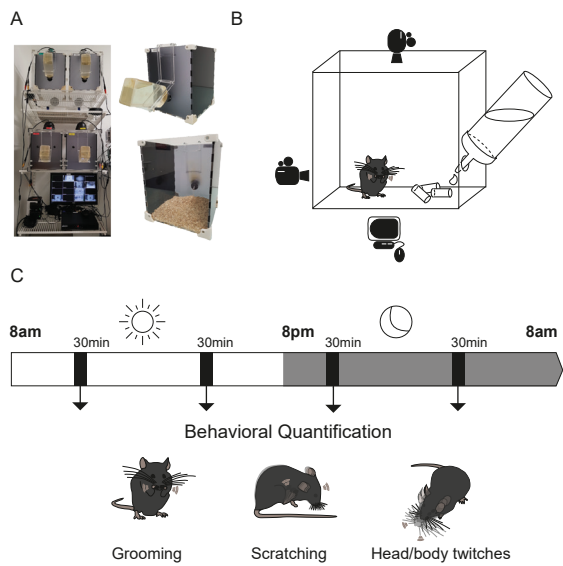 A
B
C
8am
30min
30min
8pm
30min
30min
8am
Behavioral Quantification
Grooming
Scratching
Head/body twitches